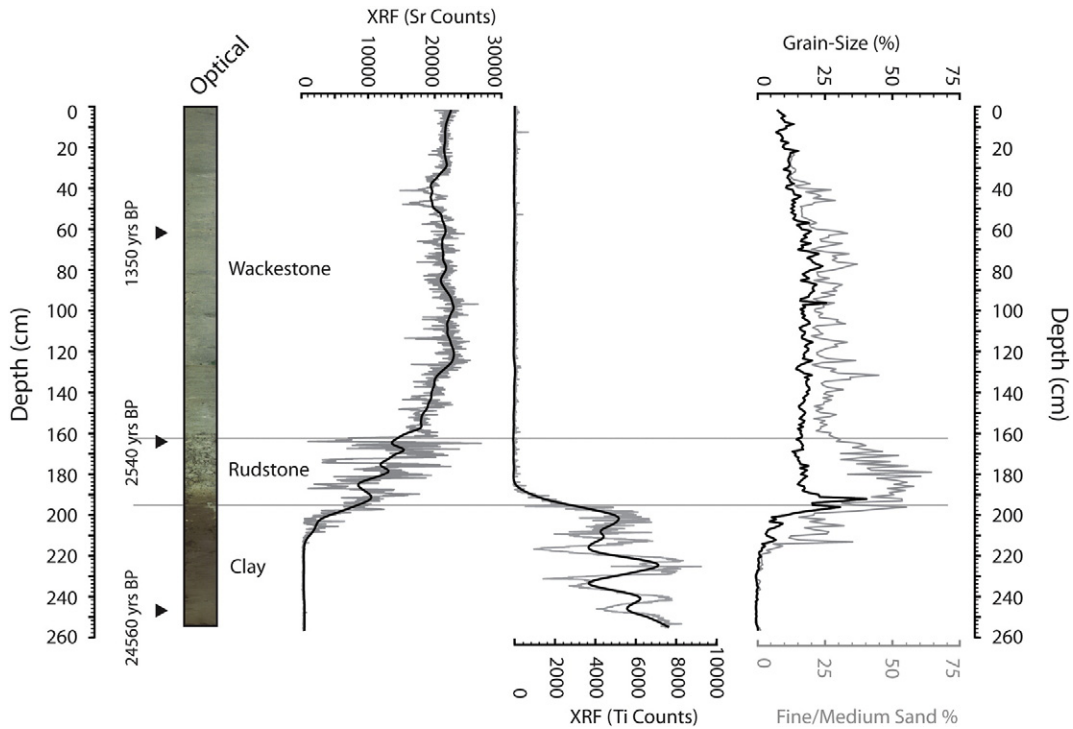 XRF (Sr Counts)
0 10000 20000 30000
Grain-Size (%)
0 25 50 75
Optical
Depth (cm)
0
20
40
60
80
100
120
140
160
180
200
220
240
260
1350 yrs BP
2540 yrs BP
24560 yrs BP
Wackestone
Rudstone
Clay
0
20
40
60
80
100
120
140
160
180
200
220
240
260
Depth (cm)
0 2000 4000 6000 8000 10000
XRF (Ti Counts)
0 25 50 75
Fine/Medium Sand %